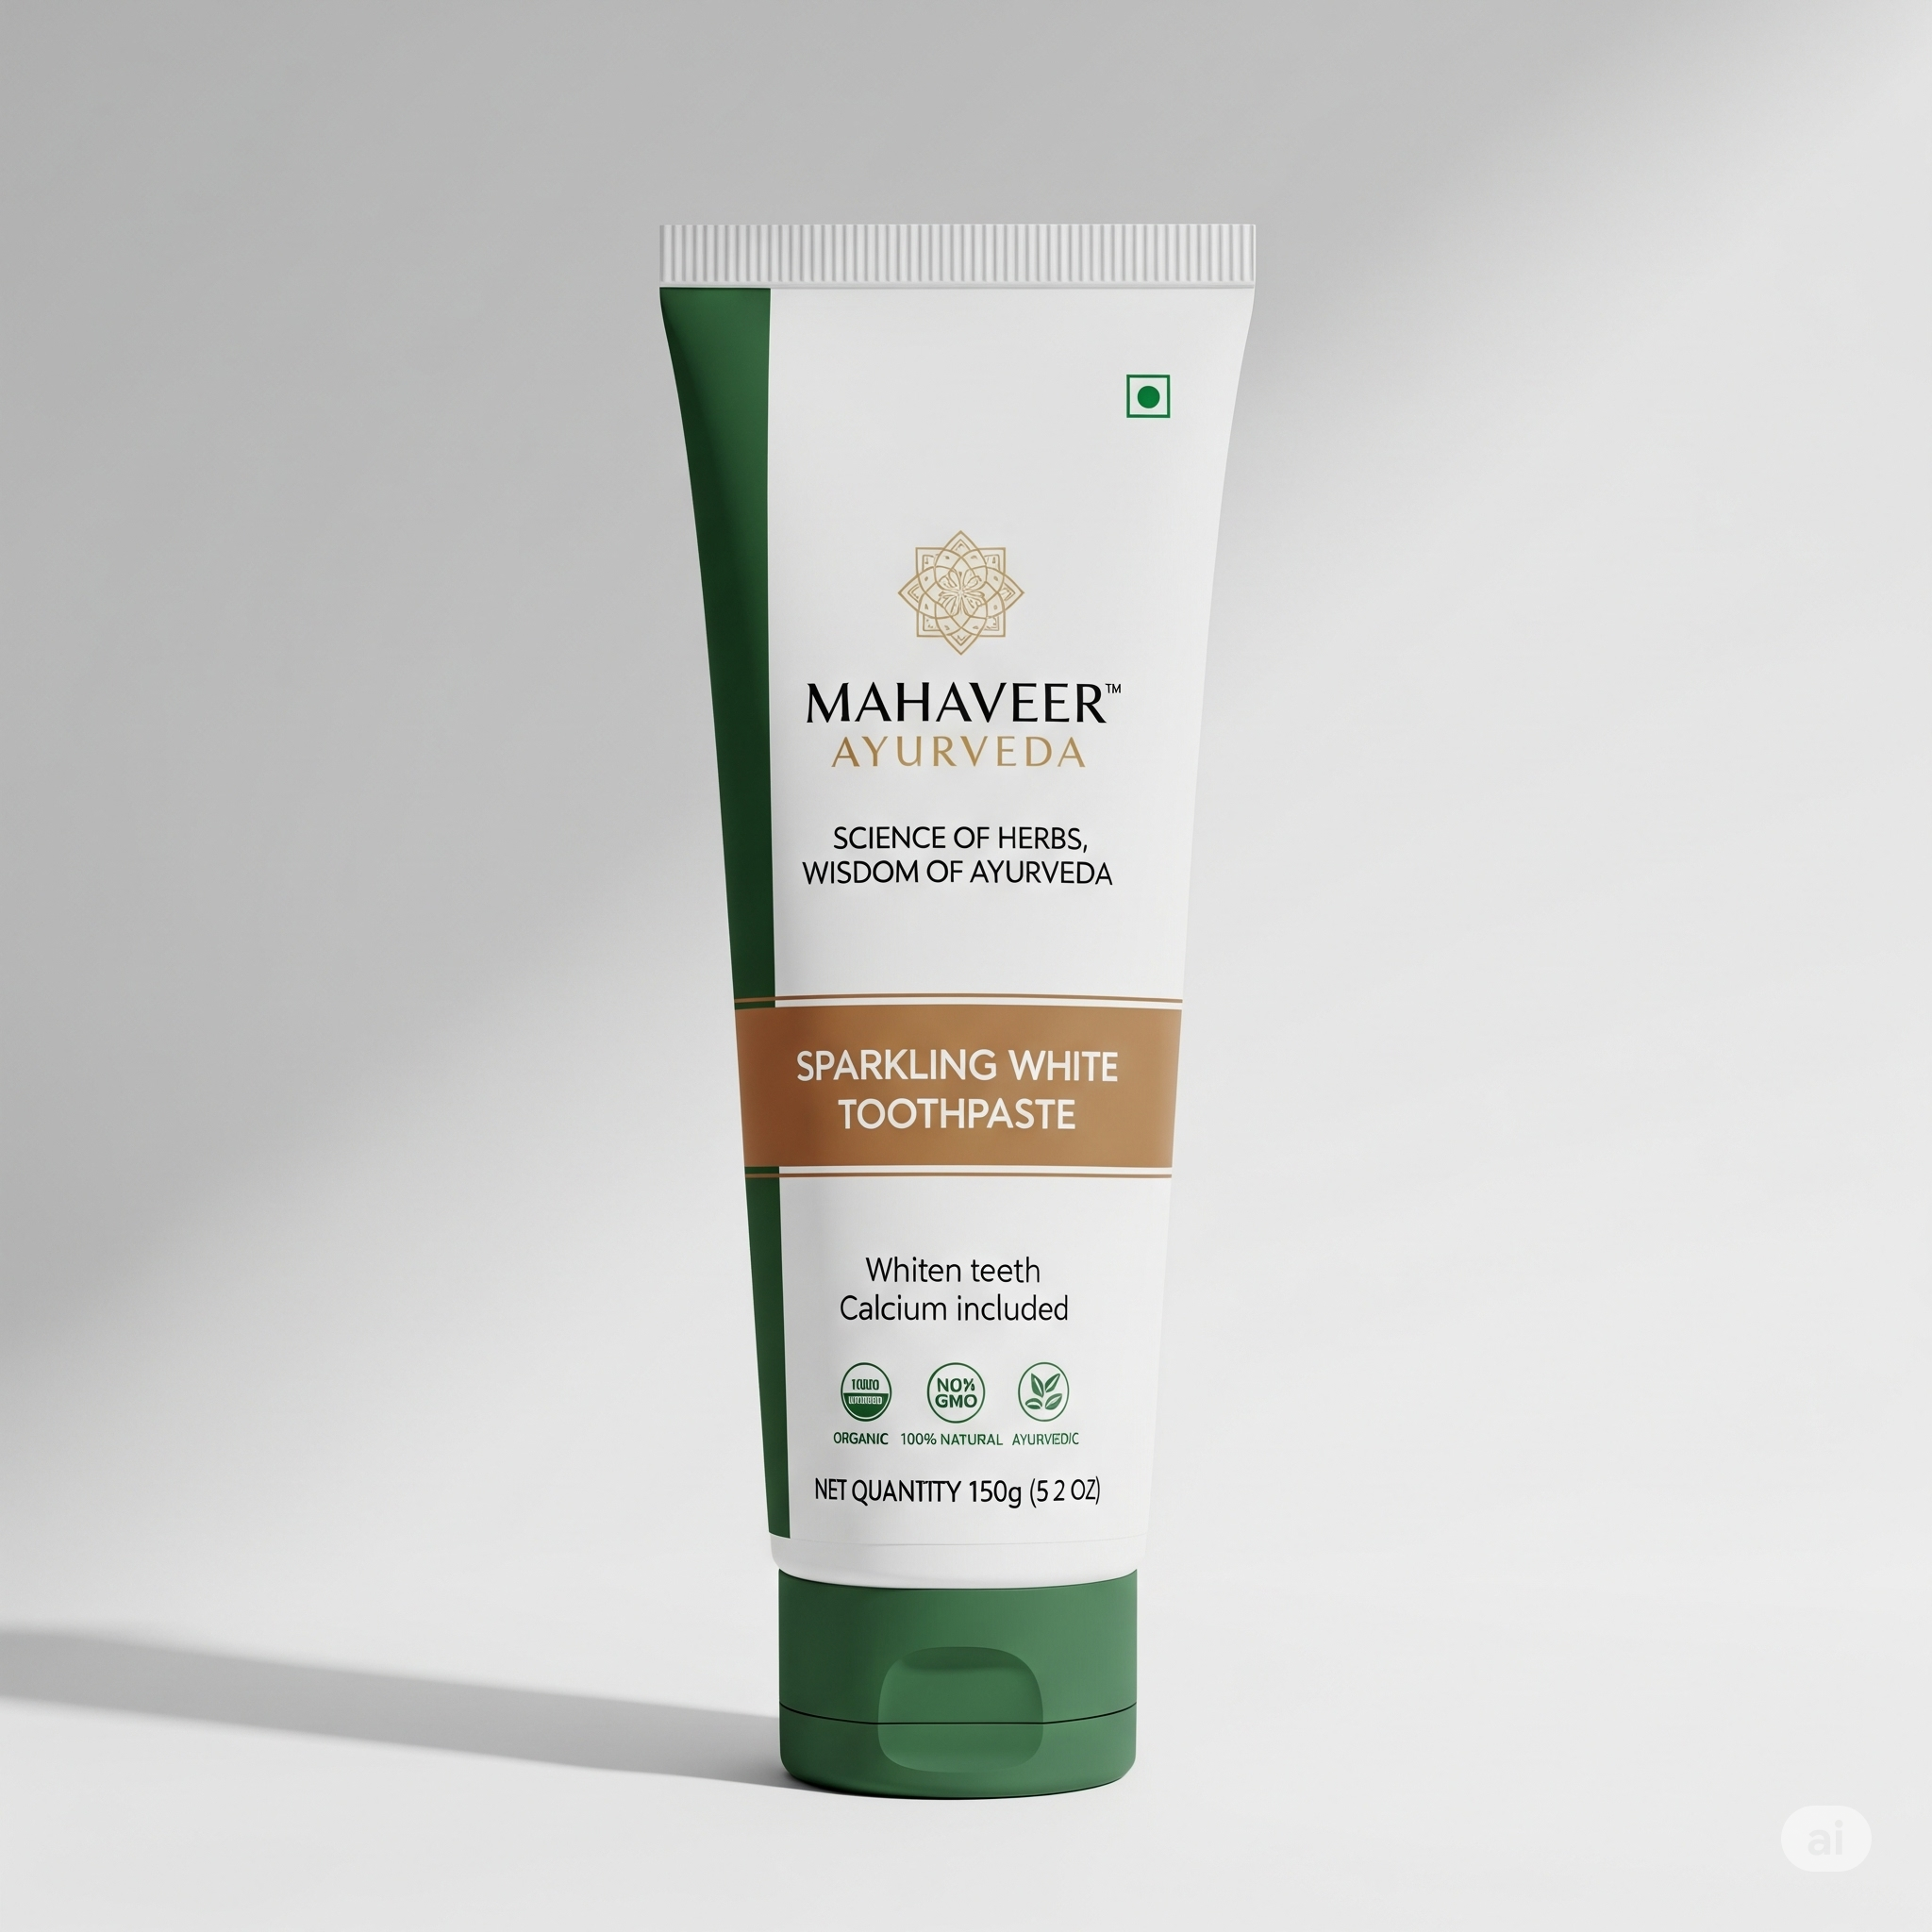 MAHAVEER™
AYURVEDA
SCIENCE OF HERBS,
WISDOM OF AYURVEDA
SPARKLING WHITE
TOOTHPASTE
Whiten teeth
Calcium included
NO%
GMO
ORGANIC 100% NATURAL AYURVEDIC
NET QUANTITY 150g (5 2 OZ)
ai